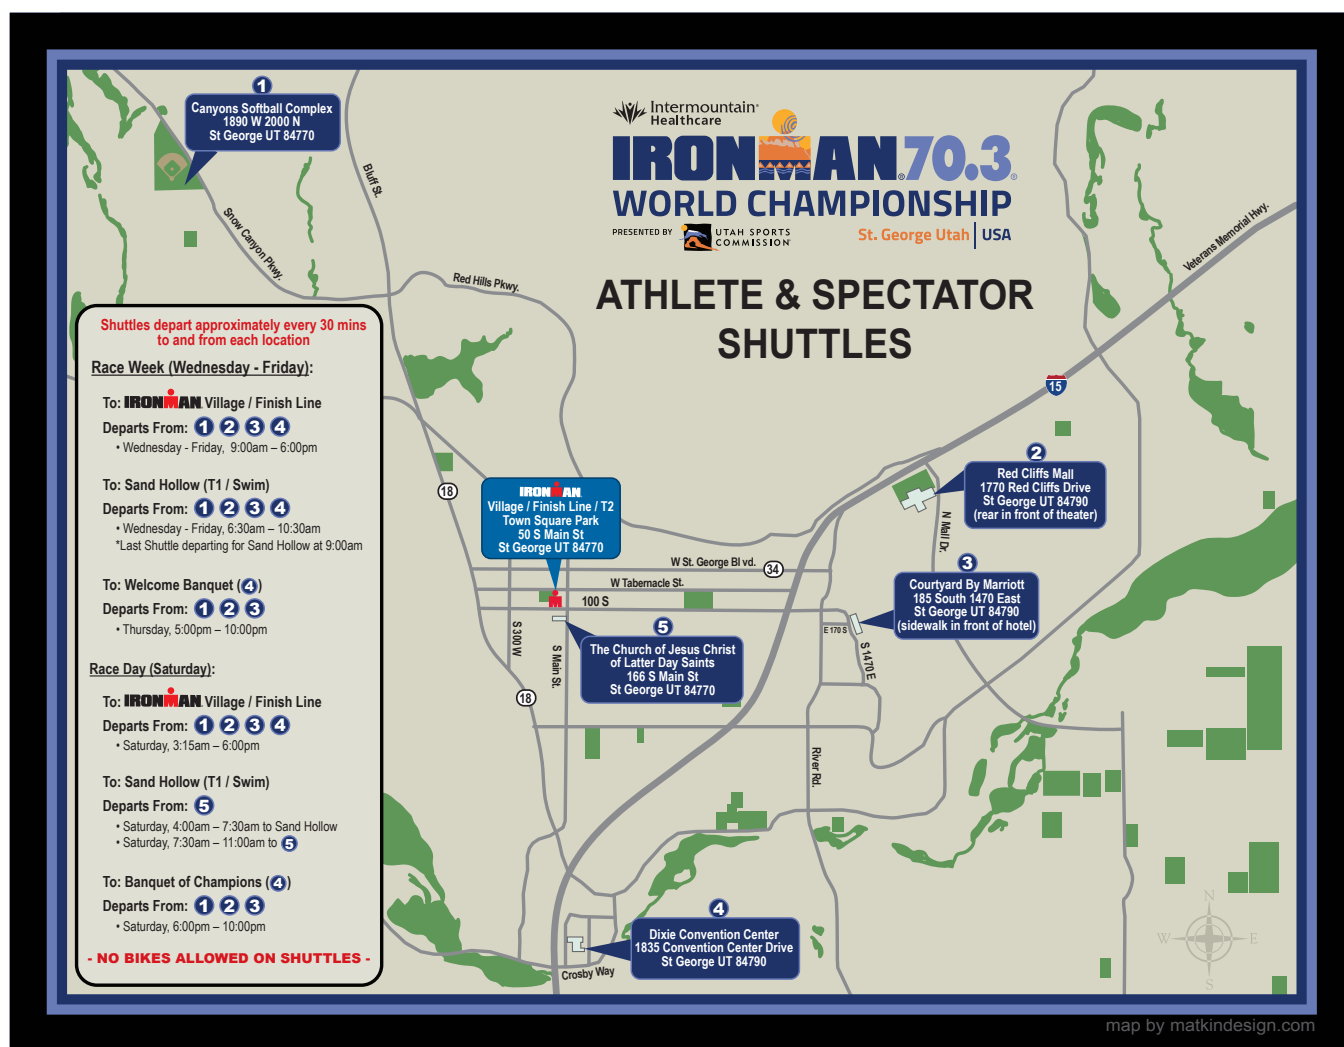 1
Canyons Softball Complex
1890 W 2000 N
St George UT 84770
Intermountain®
Healthcare
IRONMAN®70.3®
WORLD CHAMPIONSHIP
PRESENTED BY UTAH SPORTS
COMMISSION
St. George Utah | USA
ATHLETE & SPECTATOR
SHUTTLES
Bluff St.
Snow Canyon Pkwy.
Red Hills Pkwy.
Veterans Memorial Hwy.
15
Shuttles depart approximately every 30 mins
to and from each location
Race Week (Wednesday - Friday):
To: IRONMAN Village / Finish Line
Departs From: 1 2 3 4
• Wednesday - Friday, 9:00am – 6:00pm
To: Sand Hollow (T1 / Swim)
Departs From: 1 2 3 4
• Wednesday - Friday, 6:30am – 10:30am
*Last Shuttle departing for Sand Hollow at 9:00am
To: Welcome Banquet (4)
Departs From: 1 2 3
• Thursday, 5:00pm – 10:00pm
Race Day (Saturday):
To: IRONMAN Village / Finish Line
Departs From: 1 2 3 4
• Saturday, 3:15am – 6:00pm
To: Sand Hollow (T1 / Swim)
Departs From: 5
• Saturday, 4:00am – 7:30am to Sand Hollow
• Saturday, 7:30am – 11:00am to 5
To: Banquet of Champions (4)
Departs From: 1 2 3
• Saturday, 6:00pm – 10:00pm
- NO BIKES ALLOWED ON SHUTTLES -
18
IRONMAN
Village / Finish Line / T2
Town Square Park
50 S Main St
St George UT 84770
2
Red Cliffs Mall
1770 Red Cliffs Drive
St George UT 84790
(rear in front of theater)
N Mall Dr.
W St. George Bl vd.
34
W Tabernacle St.
100 S
3
Courtyard By Marriott
185 South 1470 East
St George UT 84790
(sidewalk in front of hotel)
E 170 S
S 1470 E
S 300 W
S Main St.
5
The Church of Jesus Christ
of Latter Day Saints
166 S Main St
St George UT 84770
18
River Rd.
4
Dixie Convention Center
1835 Convention Center Drive
St George UT 84790
Crosby Way
N
W
E
S
map by matkindesign.com